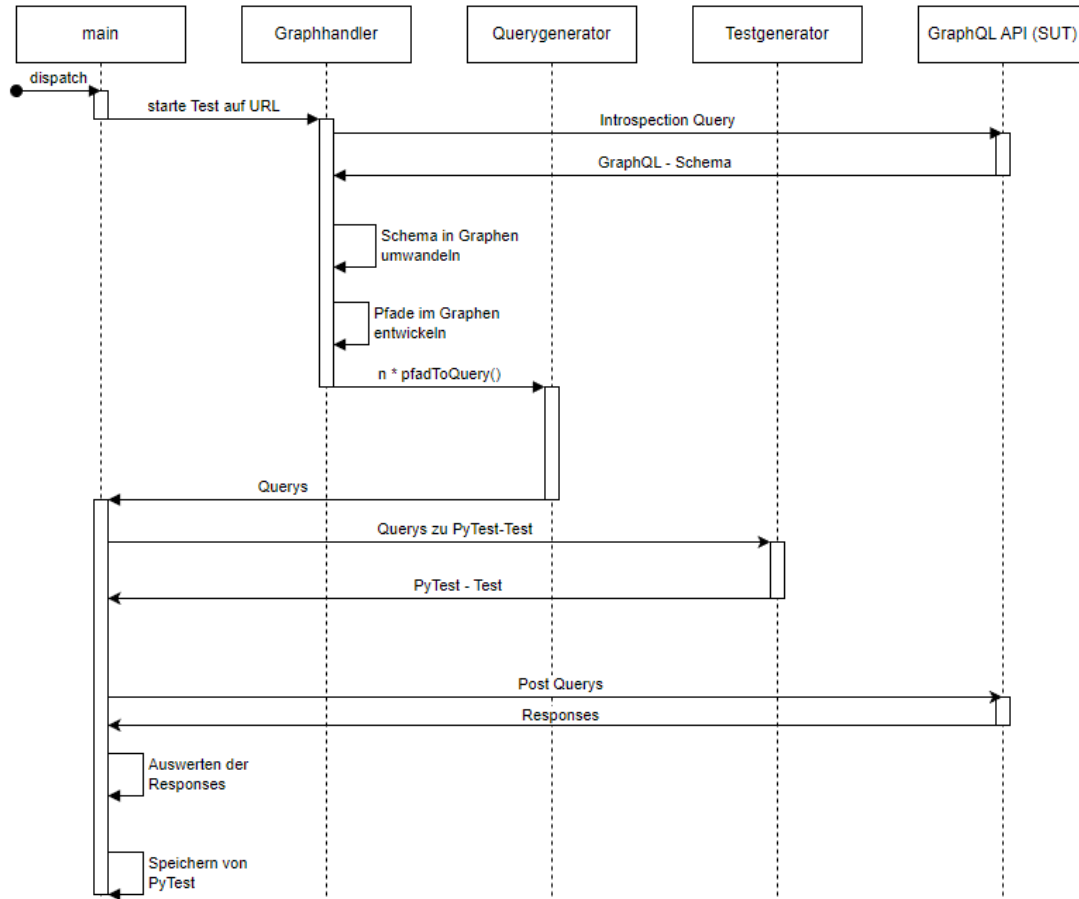 main
Graphhandler
Querygenerator
Testgenerator
GraphQL API (SUT)
dispatch
starte Test auf URL
Introspection Query
GraphQL - Schema
Schema in Graphen
umwandeln
Pfade im Graphen
entwickeln
n * pfadToQuery()
Querys
Querys zu PyTest-Test
PyTest - Test
Post Querys
Responses
Auswerten der
Responses
Speichern von
PyTest